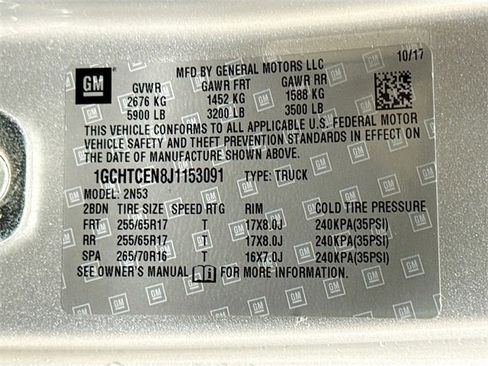 GM
MFD BY GENERAL MOTORS LLC 10/17
GVWR GAWR FRT GAWR RR
2676 KG 1452 KG 1588 KG
5900 LB 3200 LB 3500 LB
THIS VEHICLE CONFORMS TO ALL APPLICABLE U.S. FEDERAL MOTOR
VEHICLE SAFETY AND THEFT PREVENTION STANDARDS IN EFFECT ON
THE DATE OF MANUFACTURE SHOWN ABOVE.
1GCHTCEN8J1153091 TYPE: TRUCK
MODEL: 2N53
2BDN TIRE SIZE SPEED RTG RIM COLD TIRE PRESSURE
FRT 255/65R17 T 17X8.0J 240KPA(35PSI)
RR 255/65R17 T 17X8.0J 240KPA(35PSI)
SPA 265/70R16 T 16X7.0J 240KPA(35PSI)
SEE OWNER'S MANUAL i FOR MORE INFORMATION